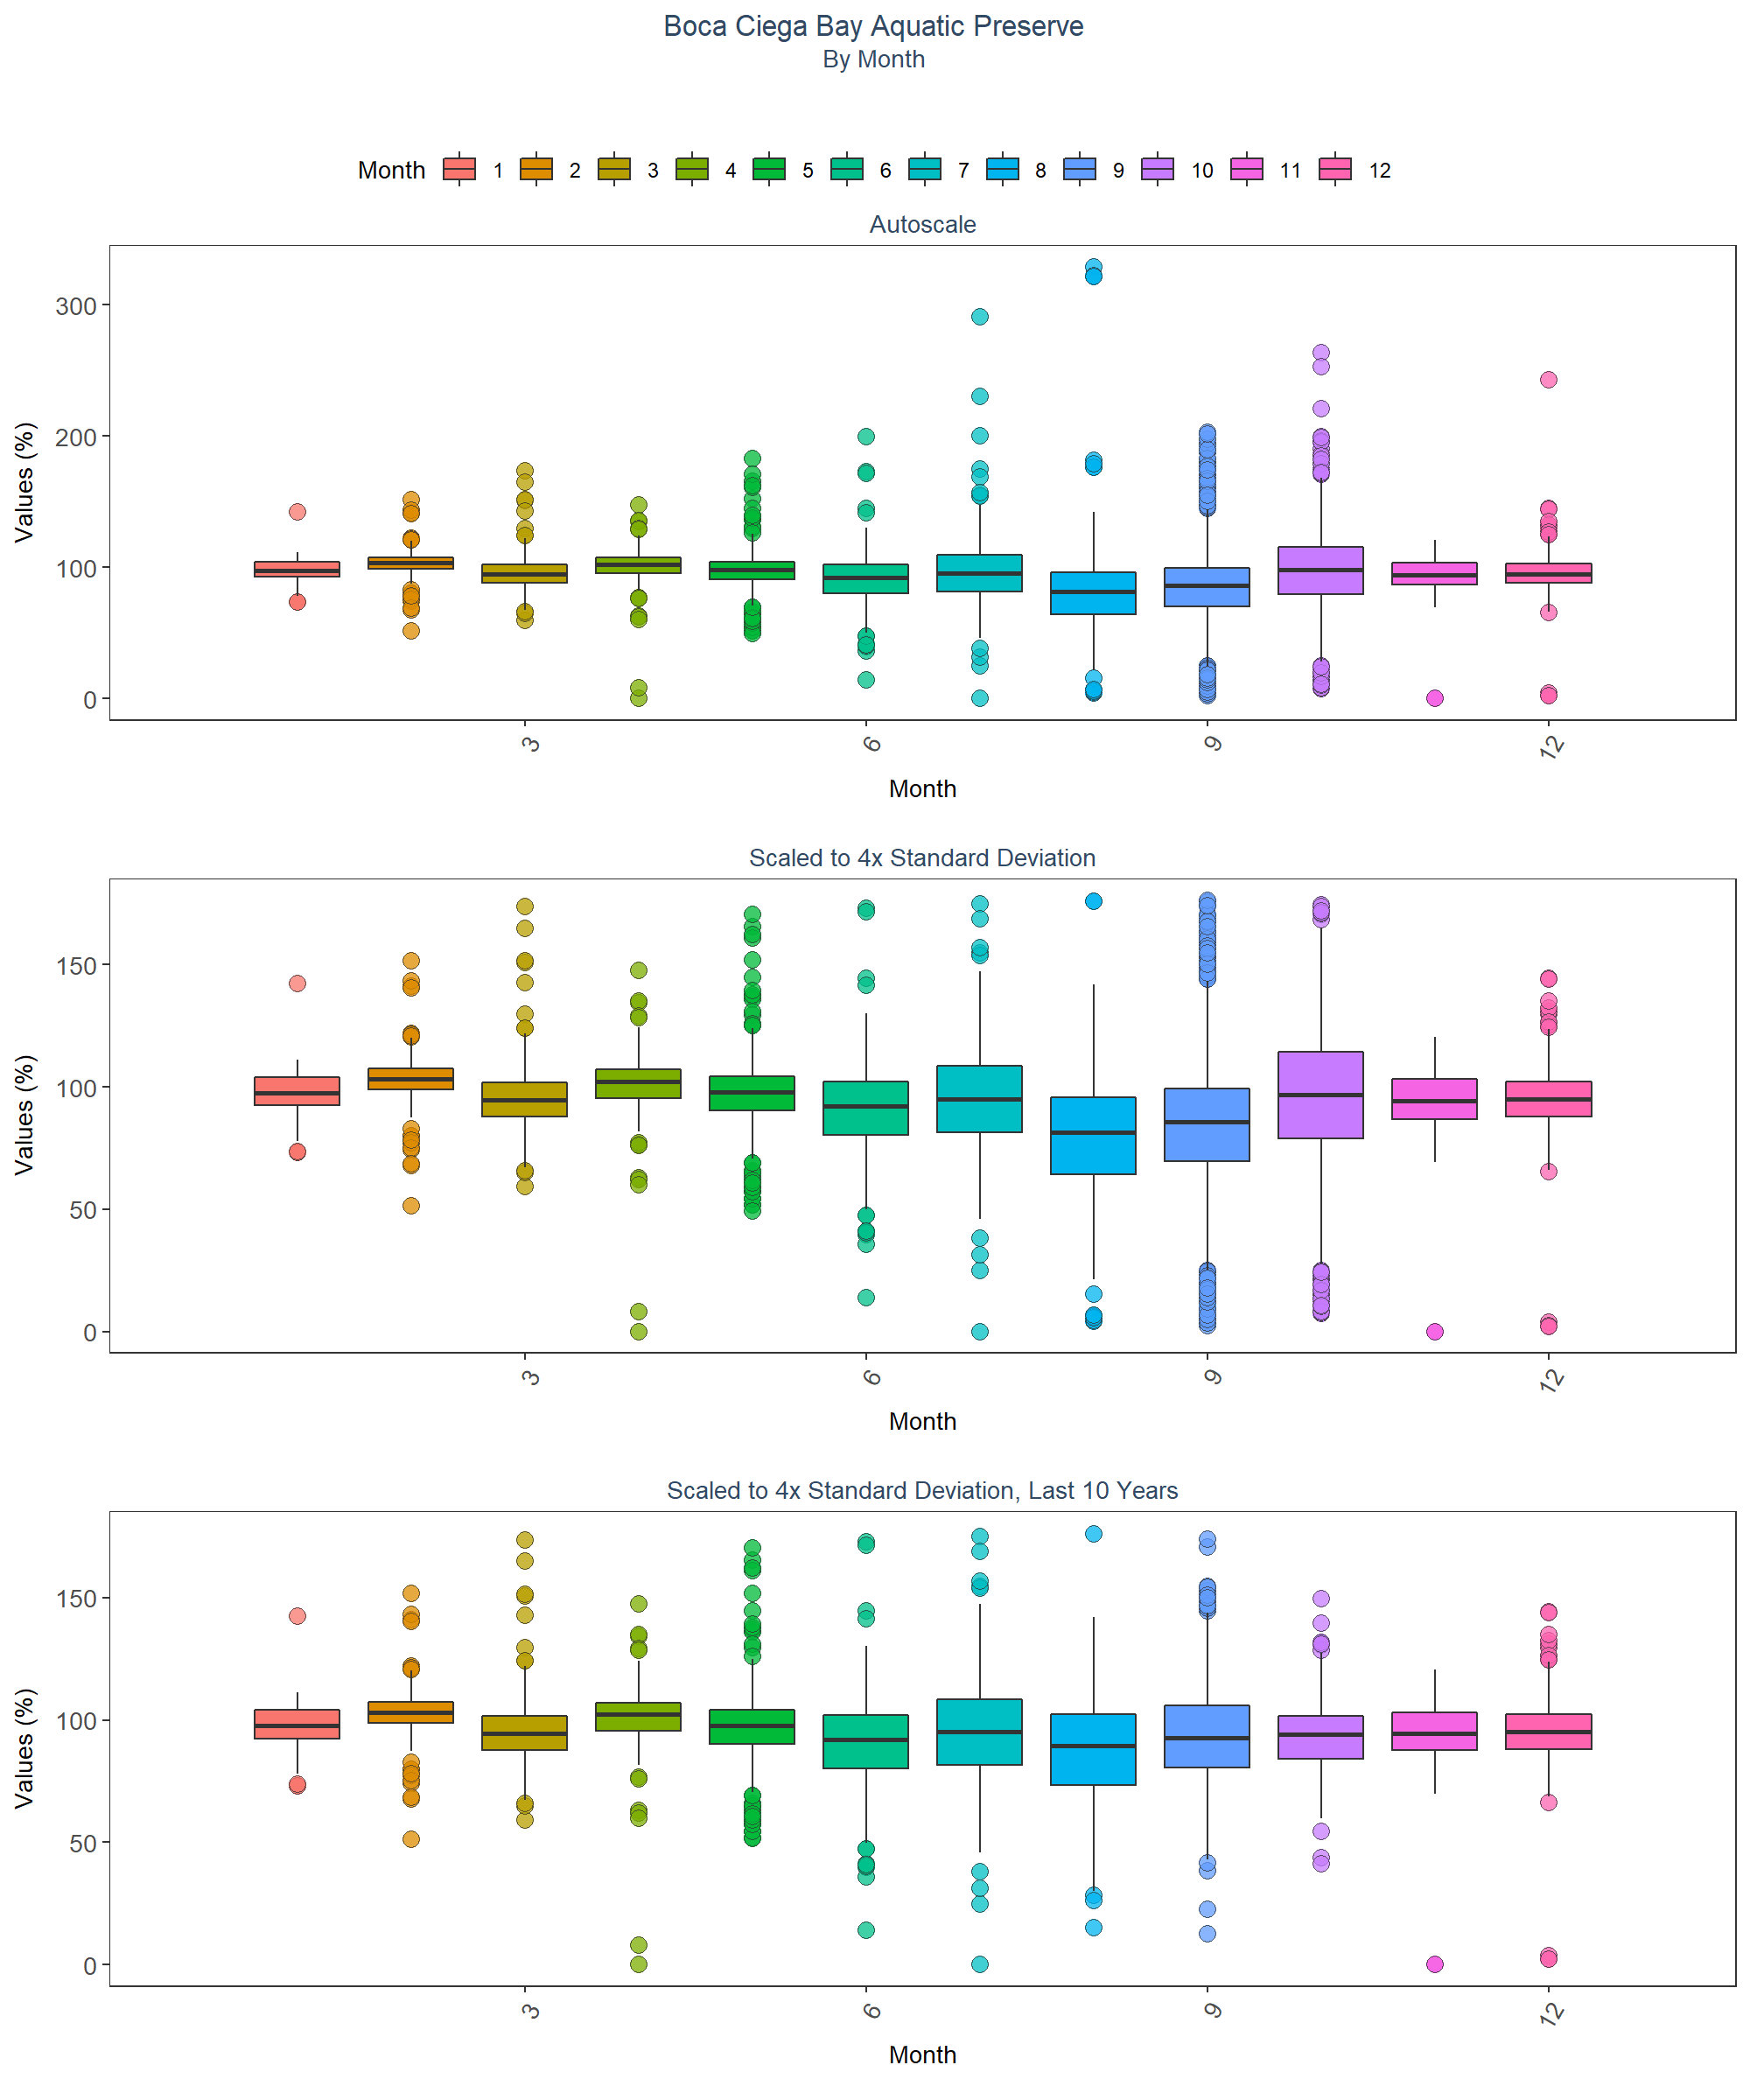 Boca Ciega Bay Aquatic Preserve
By Month
Month 1 2 3 4 5 6 7 8 9 10 11 12
Autoscale
Values (%)
300
200
100
0
3 6 9 12
Month
Scaled to 4x Standard Deviation
Values (%)
150
100
50
0
3 6 9 12
Month
Scaled to 4x Standard Deviation, Last 10 Years
Values (%)
150
100
50
0
3 6 9 12
Month